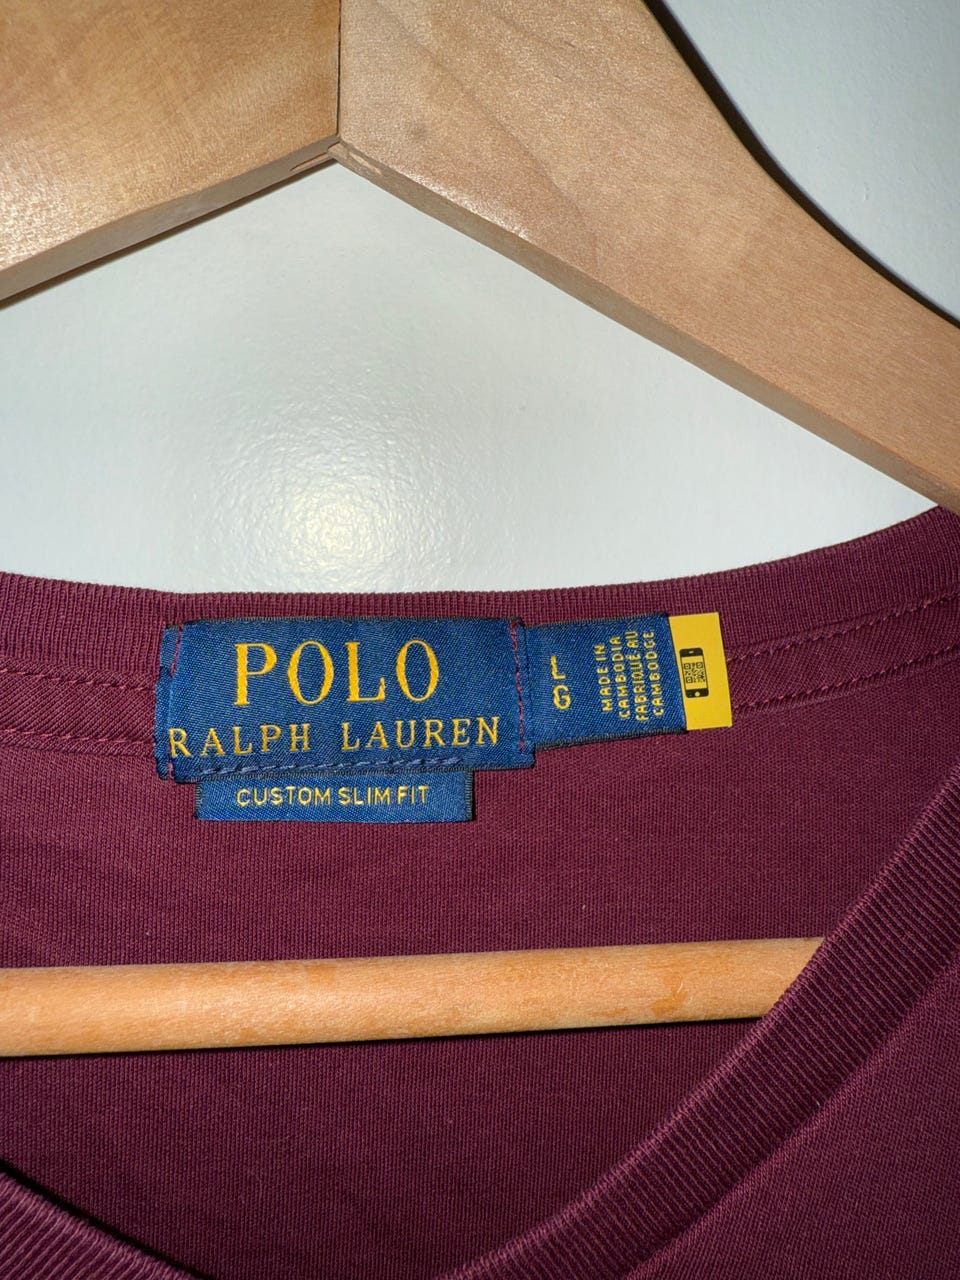 POLO
RALPH LAUREN
CUSTOM SLIM FIT
L
G
MADE IN
CAMBODIA
FABRIQUÉ AU
CAMBODGE